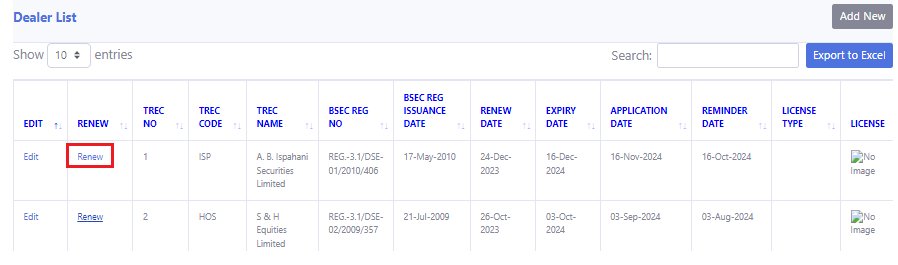 Dealer List
Add New
Show 10 entries
Search:
Export to Excel
EDIT RENEW TREC NO TREC CODE TREC NAME BSEC REG NO BSEC REG ISSUANCE DATE RENEW DATE EXPIRY DATE APPLICATION DATE REMINDER DATE LICENSE TYPE LICENSE
Edit Renew 1 ISP A. B. Ispahani Securities Limited REG.-3.1/DSE-01/2010/406 17-May-2010 24-Dec-2023 16-Dec-2024 16-Nov-2024 16-Oct-2024 No Image
Edit Renew 2 HOS S & H Equities Limited REG.-3.1/DSE-02/2009/357 21-Jul-2009 26-Oct-2023 03-Oct-2024 03-Sep-2024 03-Aug-2024 No Image